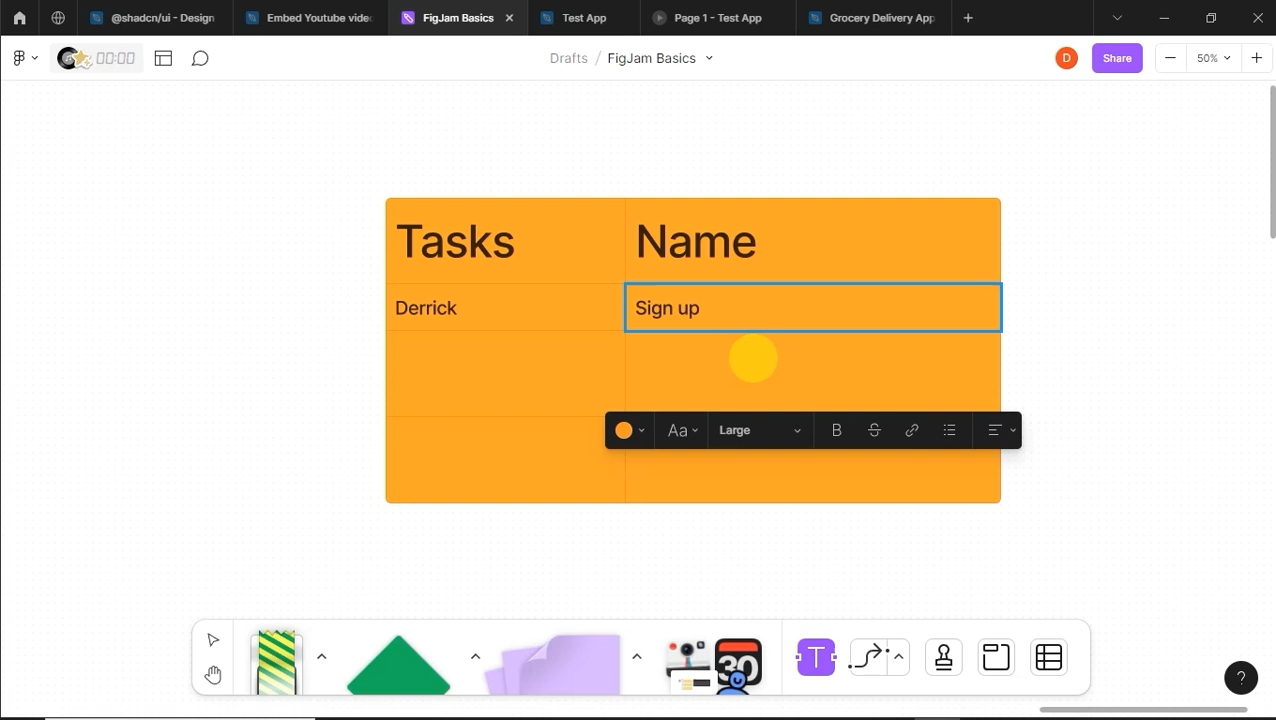 @shadcn/ui - Design
Embed Youtube vide
FigJam Basics
Test App
Page 1 - Test App
Grocery Delivery App
00:00
Drafts / FigJam Basics
D
Share
50%
Tasks
Name
Derrick
Sign up
Aa
Large
B
S
T
30
?